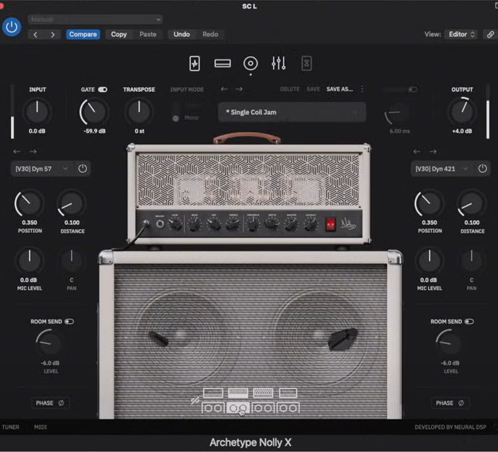 SC L
Manual
Compare
Copy
Paste
Undo
Redo
View:
Editor
INPUT
GATE
TRANSPOSE
INPUT MODE
DELETE
SAVE
SAVE AS...
OUTPUT
Mono
* Single Coil Jam
0.0 dB
-59.9 dB
0 st
6.00 ms
+4.0 dB
[V30] Dyn 57
[V30] Dyn 421
0.350
POSITION
0.100
DISTANCE
0.350
POSITION
0.100
DISTANCE
0.0 dB
MIC LEVEL
C
PAN
0.0 dB
MIC LEVEL
C
PAN
ROOM SEND
ROOM SEND
-6.0 dB
LEVEL
-6.0 dB
LEVEL
PHASE
PHASE
TUNER
MIDI
DEVELOPED BY NEURAL DSP
Archetype Nolly X